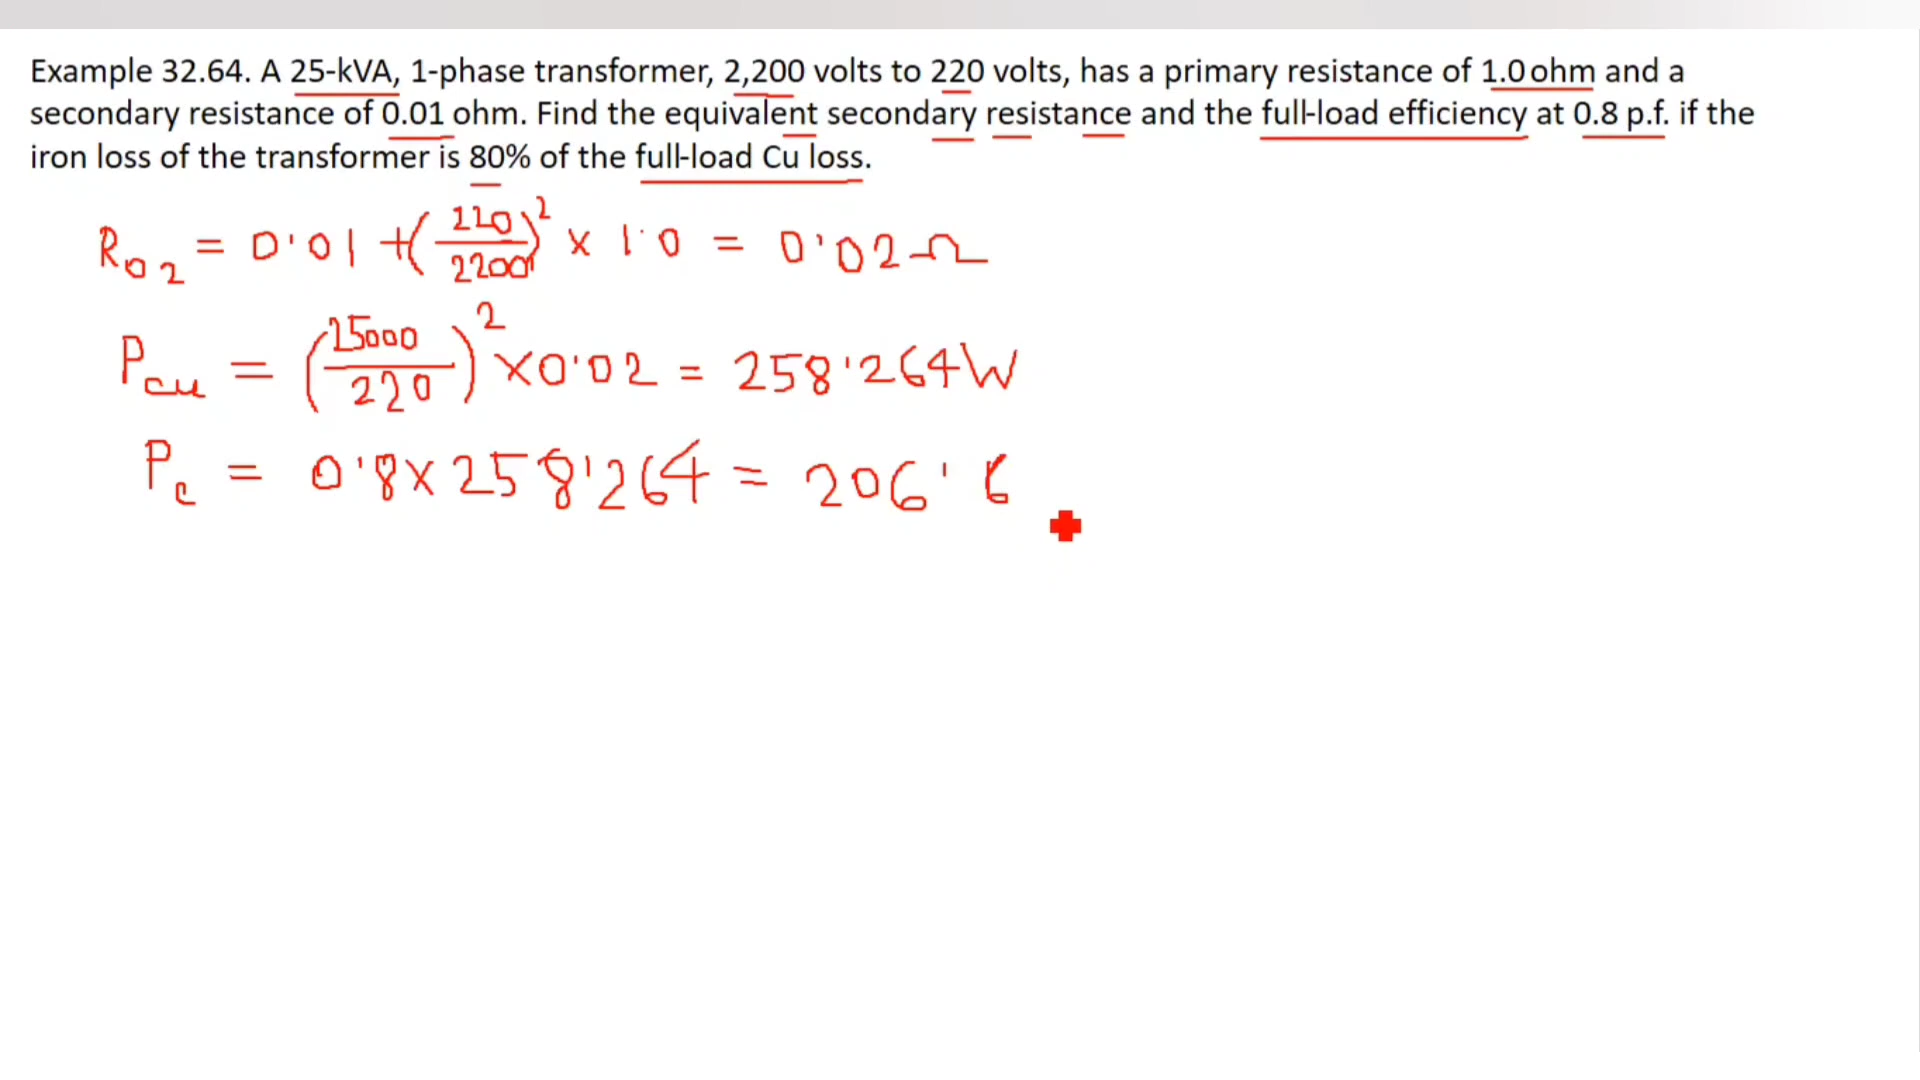 Example 32.64. A 25-kVA, 1-phase transformer, 2,200 volts to 220 volts, has a primary resistance of 1.0 ohm and a
secondary resistance of 0.01 ohm. Find the equivalent secondary resistance and the full-load efficiency at 0.8 p.f. if the
iron loss of the transformer is 80% of the full-load Cu loss.
R₀₂ = 0.01 + (220/2200)² × 1.0 = 0.02 Ω
Pcu = (25000/220)² × 0.02 = 258.264 W
Pc = 0.8 × 258.264 = 206.6